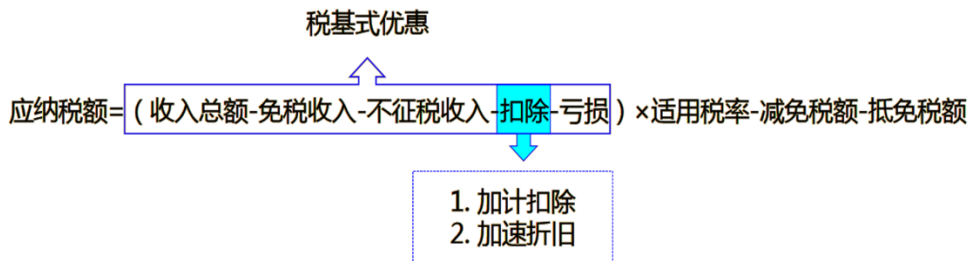 税基式优惠
应纳税额=（收入总额-免税收入-不征税收入-扣除-亏损）×适用税率-减免税额-抵免税额
1. 加计扣除
2. 加速折旧